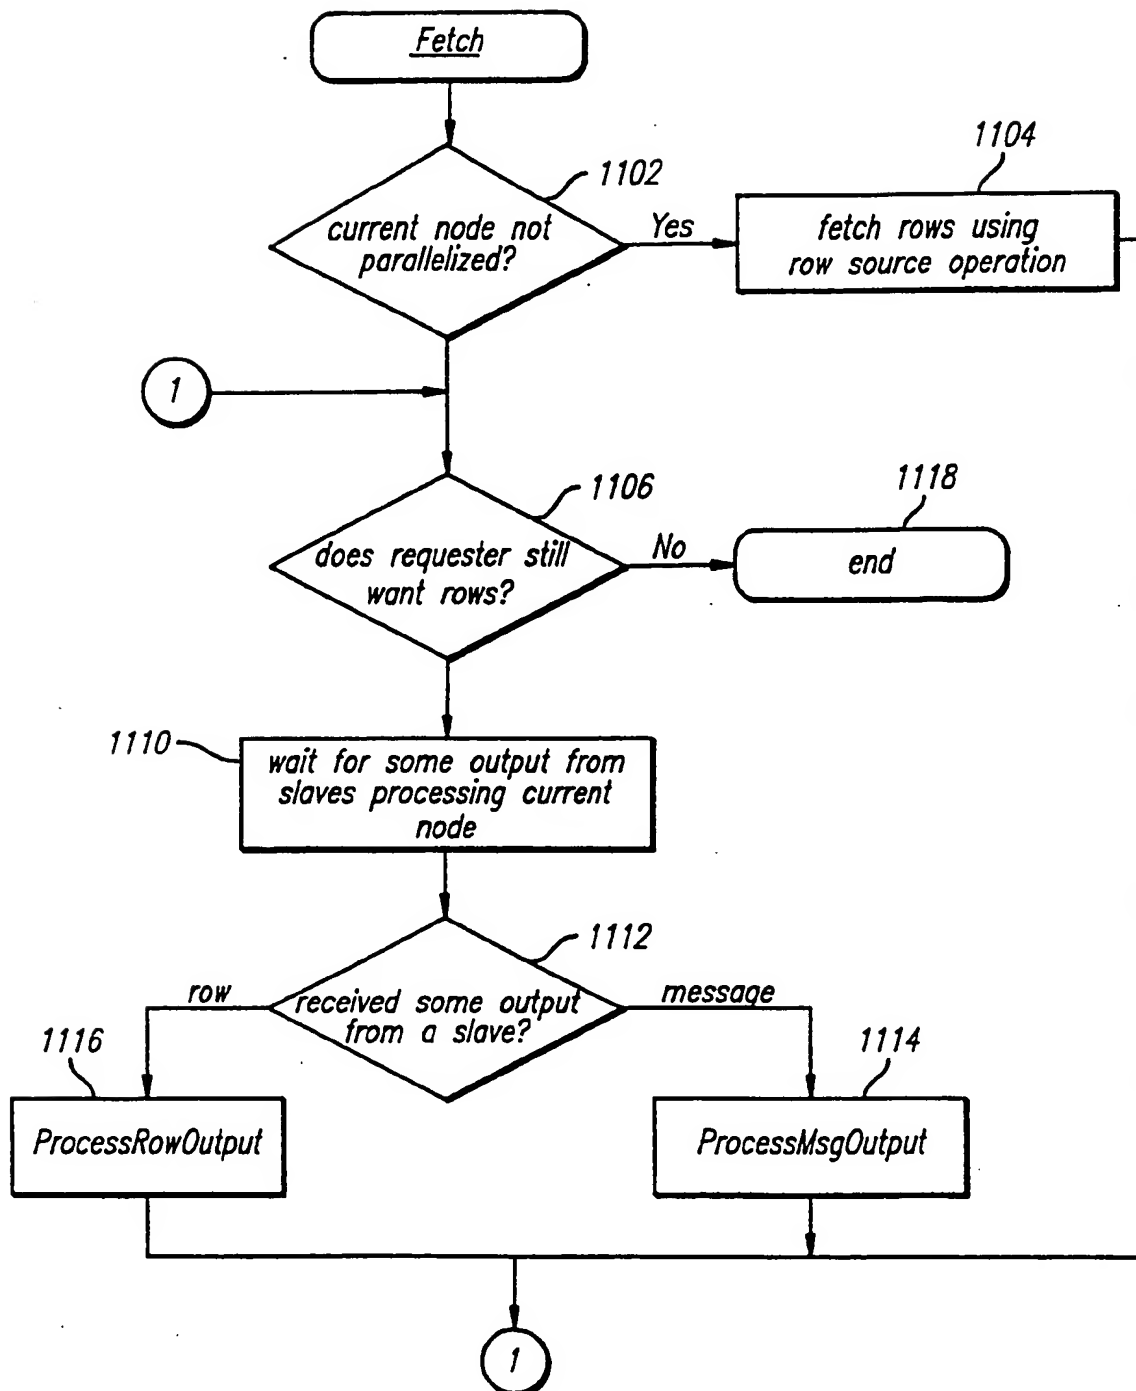 Fetch
1102
current node not
parallelized?
Yes
1104
fetch rows using
row source operation
1
1106
does requester still
want rows?
No
1118
end
1110
wait for some output from
slaves processing current
node
1112
received some output
from a slave?
row
message
1116
ProcessRowOutput
1114
ProcessMsgOutput
1